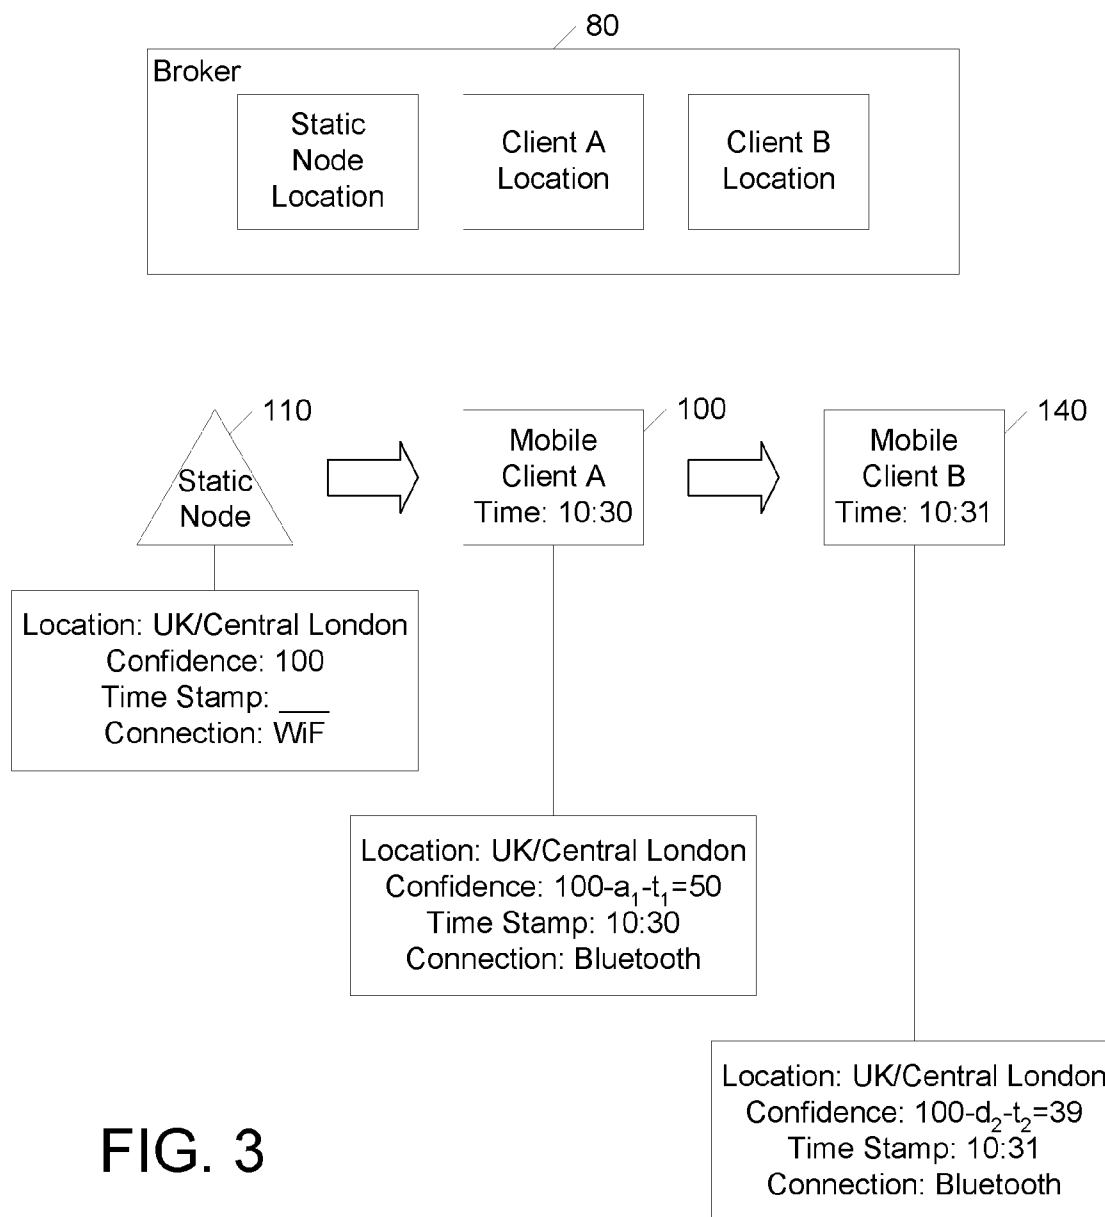 80
Broker
Static
Node
Location
Client A
Location
Client B
Location
110
Static
Node
100
Mobile
Client A
Time: 10:30
140
Mobile
Client B
Time: 10:31
Location: UK/Central London
Confidence: 100
Time Stamp: ___
Connection: WiF
Location: UK/Central London
Confidence: 100-a₁-t₁=50
Time Stamp: 10:30
Connection: Bluetooth
Location: UK/Central London
Confidence: 100-d₂-t₂=39
Time Stamp: 10:31
Connection: Bluetooth
FIG. 3